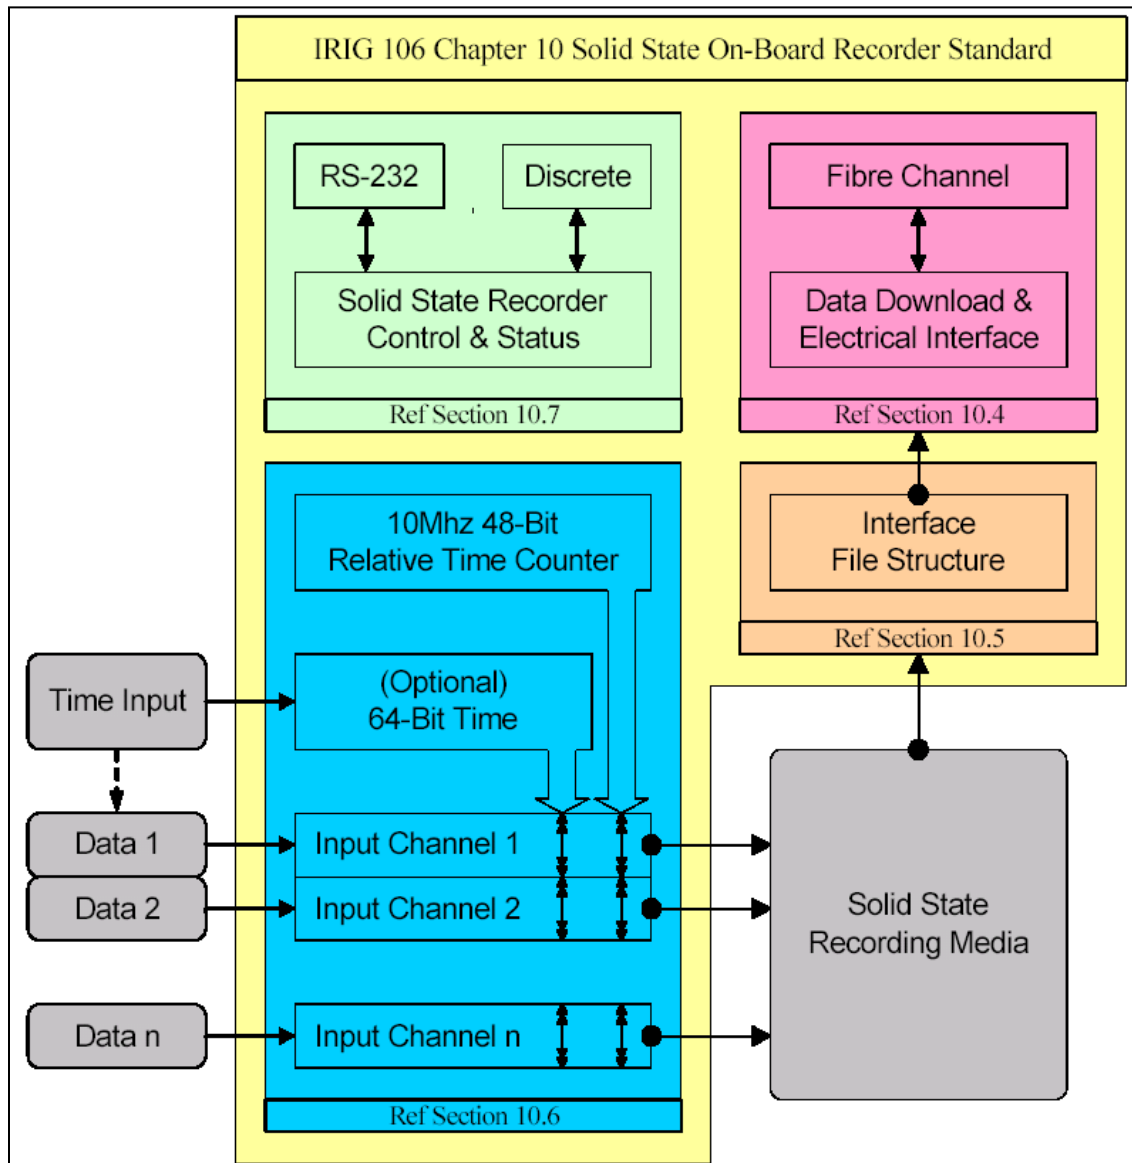 IRIG 106 Chapter 10 Solid State On-Board Recorder Standard
RS-232
Discrete
Solid State Recorder
Control & Status
Ref Section 10.7
Fibre Channel
Data Download &
Electrical Interface
Ref Section 10.4
10Mhz 48-Bit
Relative Time Counter
Interface
File Structure
Ref Section 10.5
Time Input
(Optional)
64-Bit Time
Data 1
Input Channel 1
Data 2
Input Channel 2
Solid State
Recording Media
Data n
Input Channel n
Ref Section 10.6